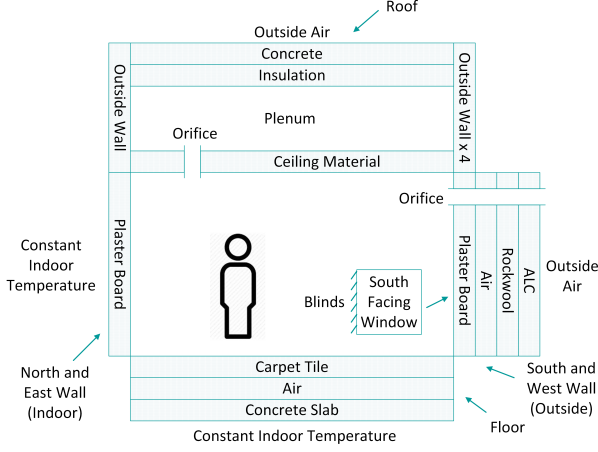 Roof
Outside Air
Concrete
Insulation
Outside Wall
Outside Wall x 4
Plenum
Orifice
Ceiling Material
Orifice
Plaster Board
Plaster Board
Air
Rockwool
ALC
Constant
Indoor
Temperature
Outside
Air
Blinds
South
Facing
Window
North and
East Wall
(Indoor)
Carpet Tile
Air
Concrete Slab
South and
West Wall
(Outside)
Floor
Constant Indoor Temperature